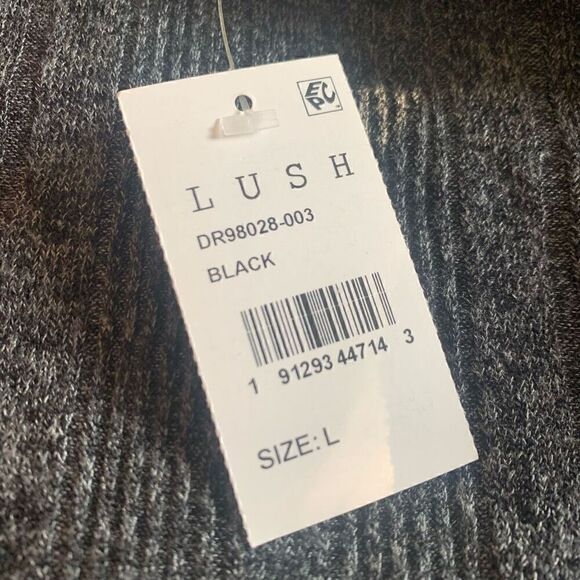 EPC
LUSH
DR98028-003
BLACK
1 91293 44714 3
SIZE: L